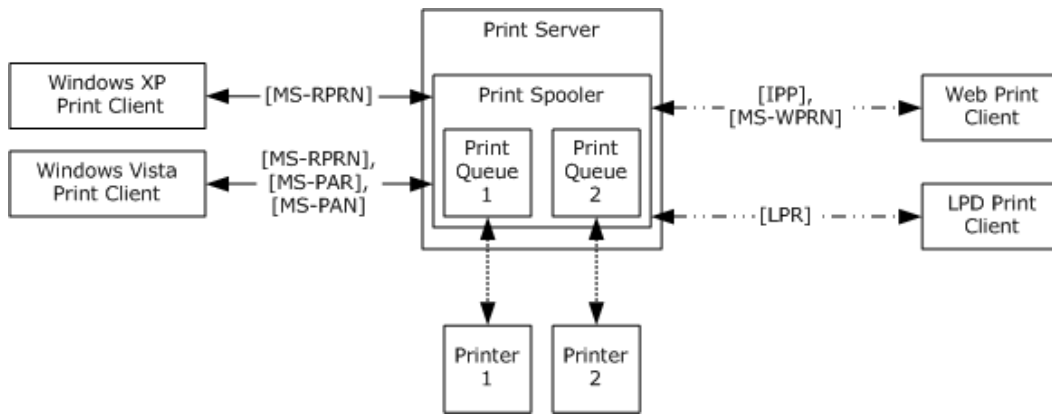 Print Server
Windows XP
Print Client
[MS-RPRN]
Print Spooler
[IPP],
[MS-WPRN]
Web Print
Client
Windows Vista
Print Client
[MS-RPRN],
[MS-PAR],
[MS-PAN]
Print
Queue
1
Print
Queue
2
[LPR]
LPD Print
Client
Printer
1
Printer
2